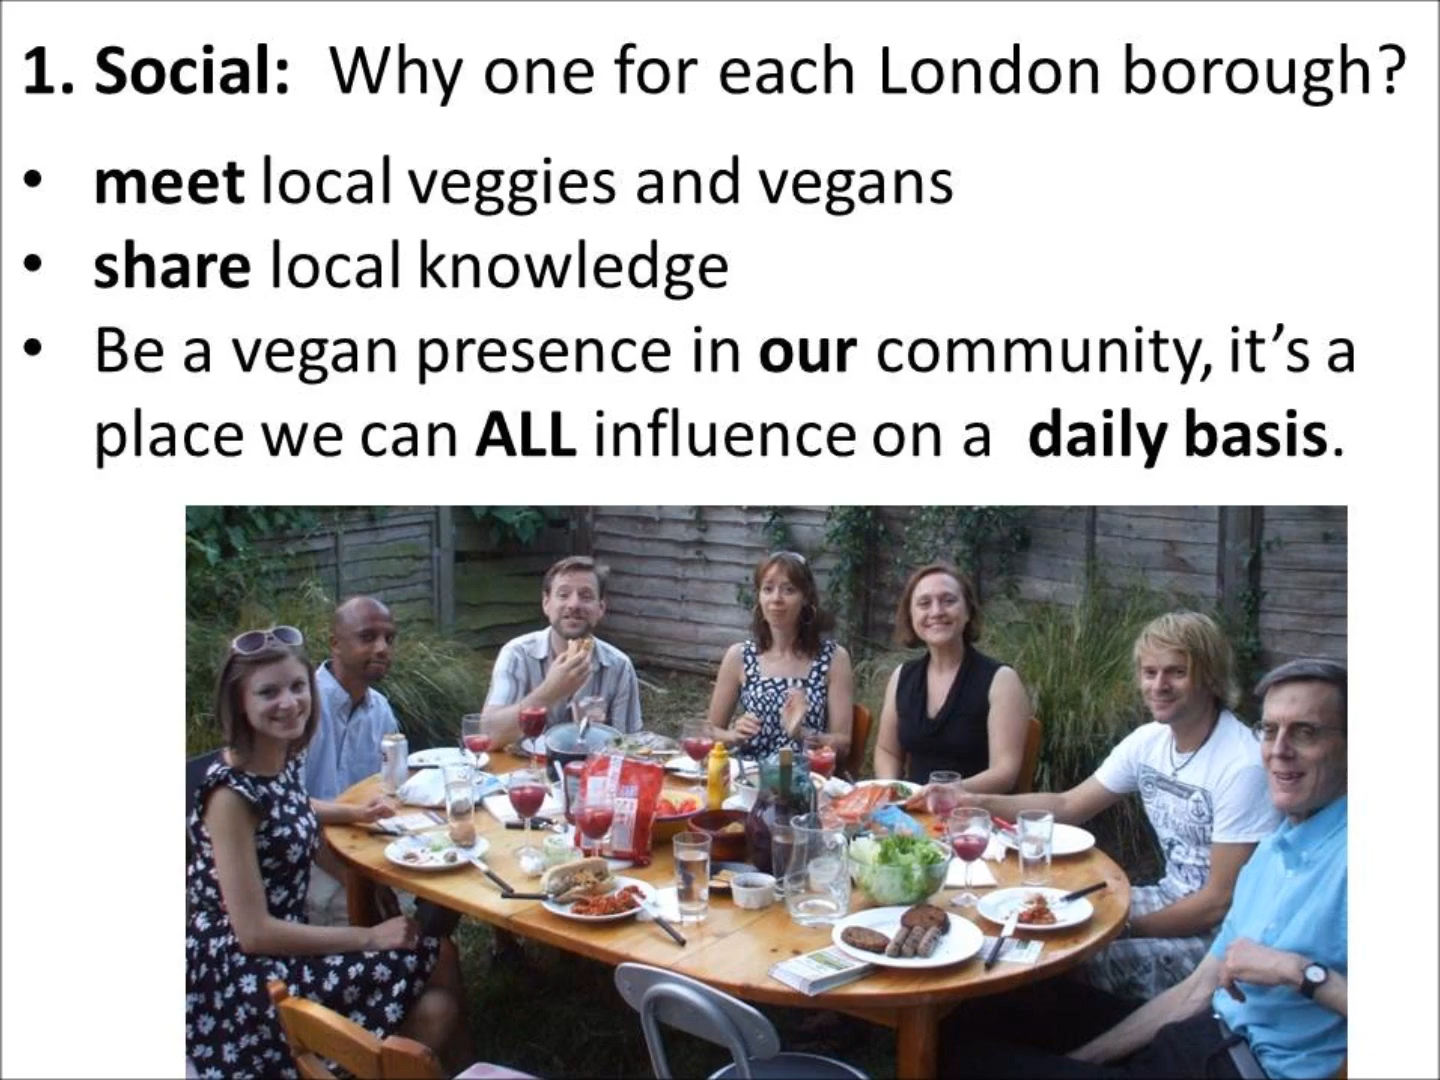 1. Social: Why one for each London borough?
• meet local veggies and vegans
• share local knowledge
• Be a vegan presence in our community, it’s a
place we can ALL influence on a daily basis.